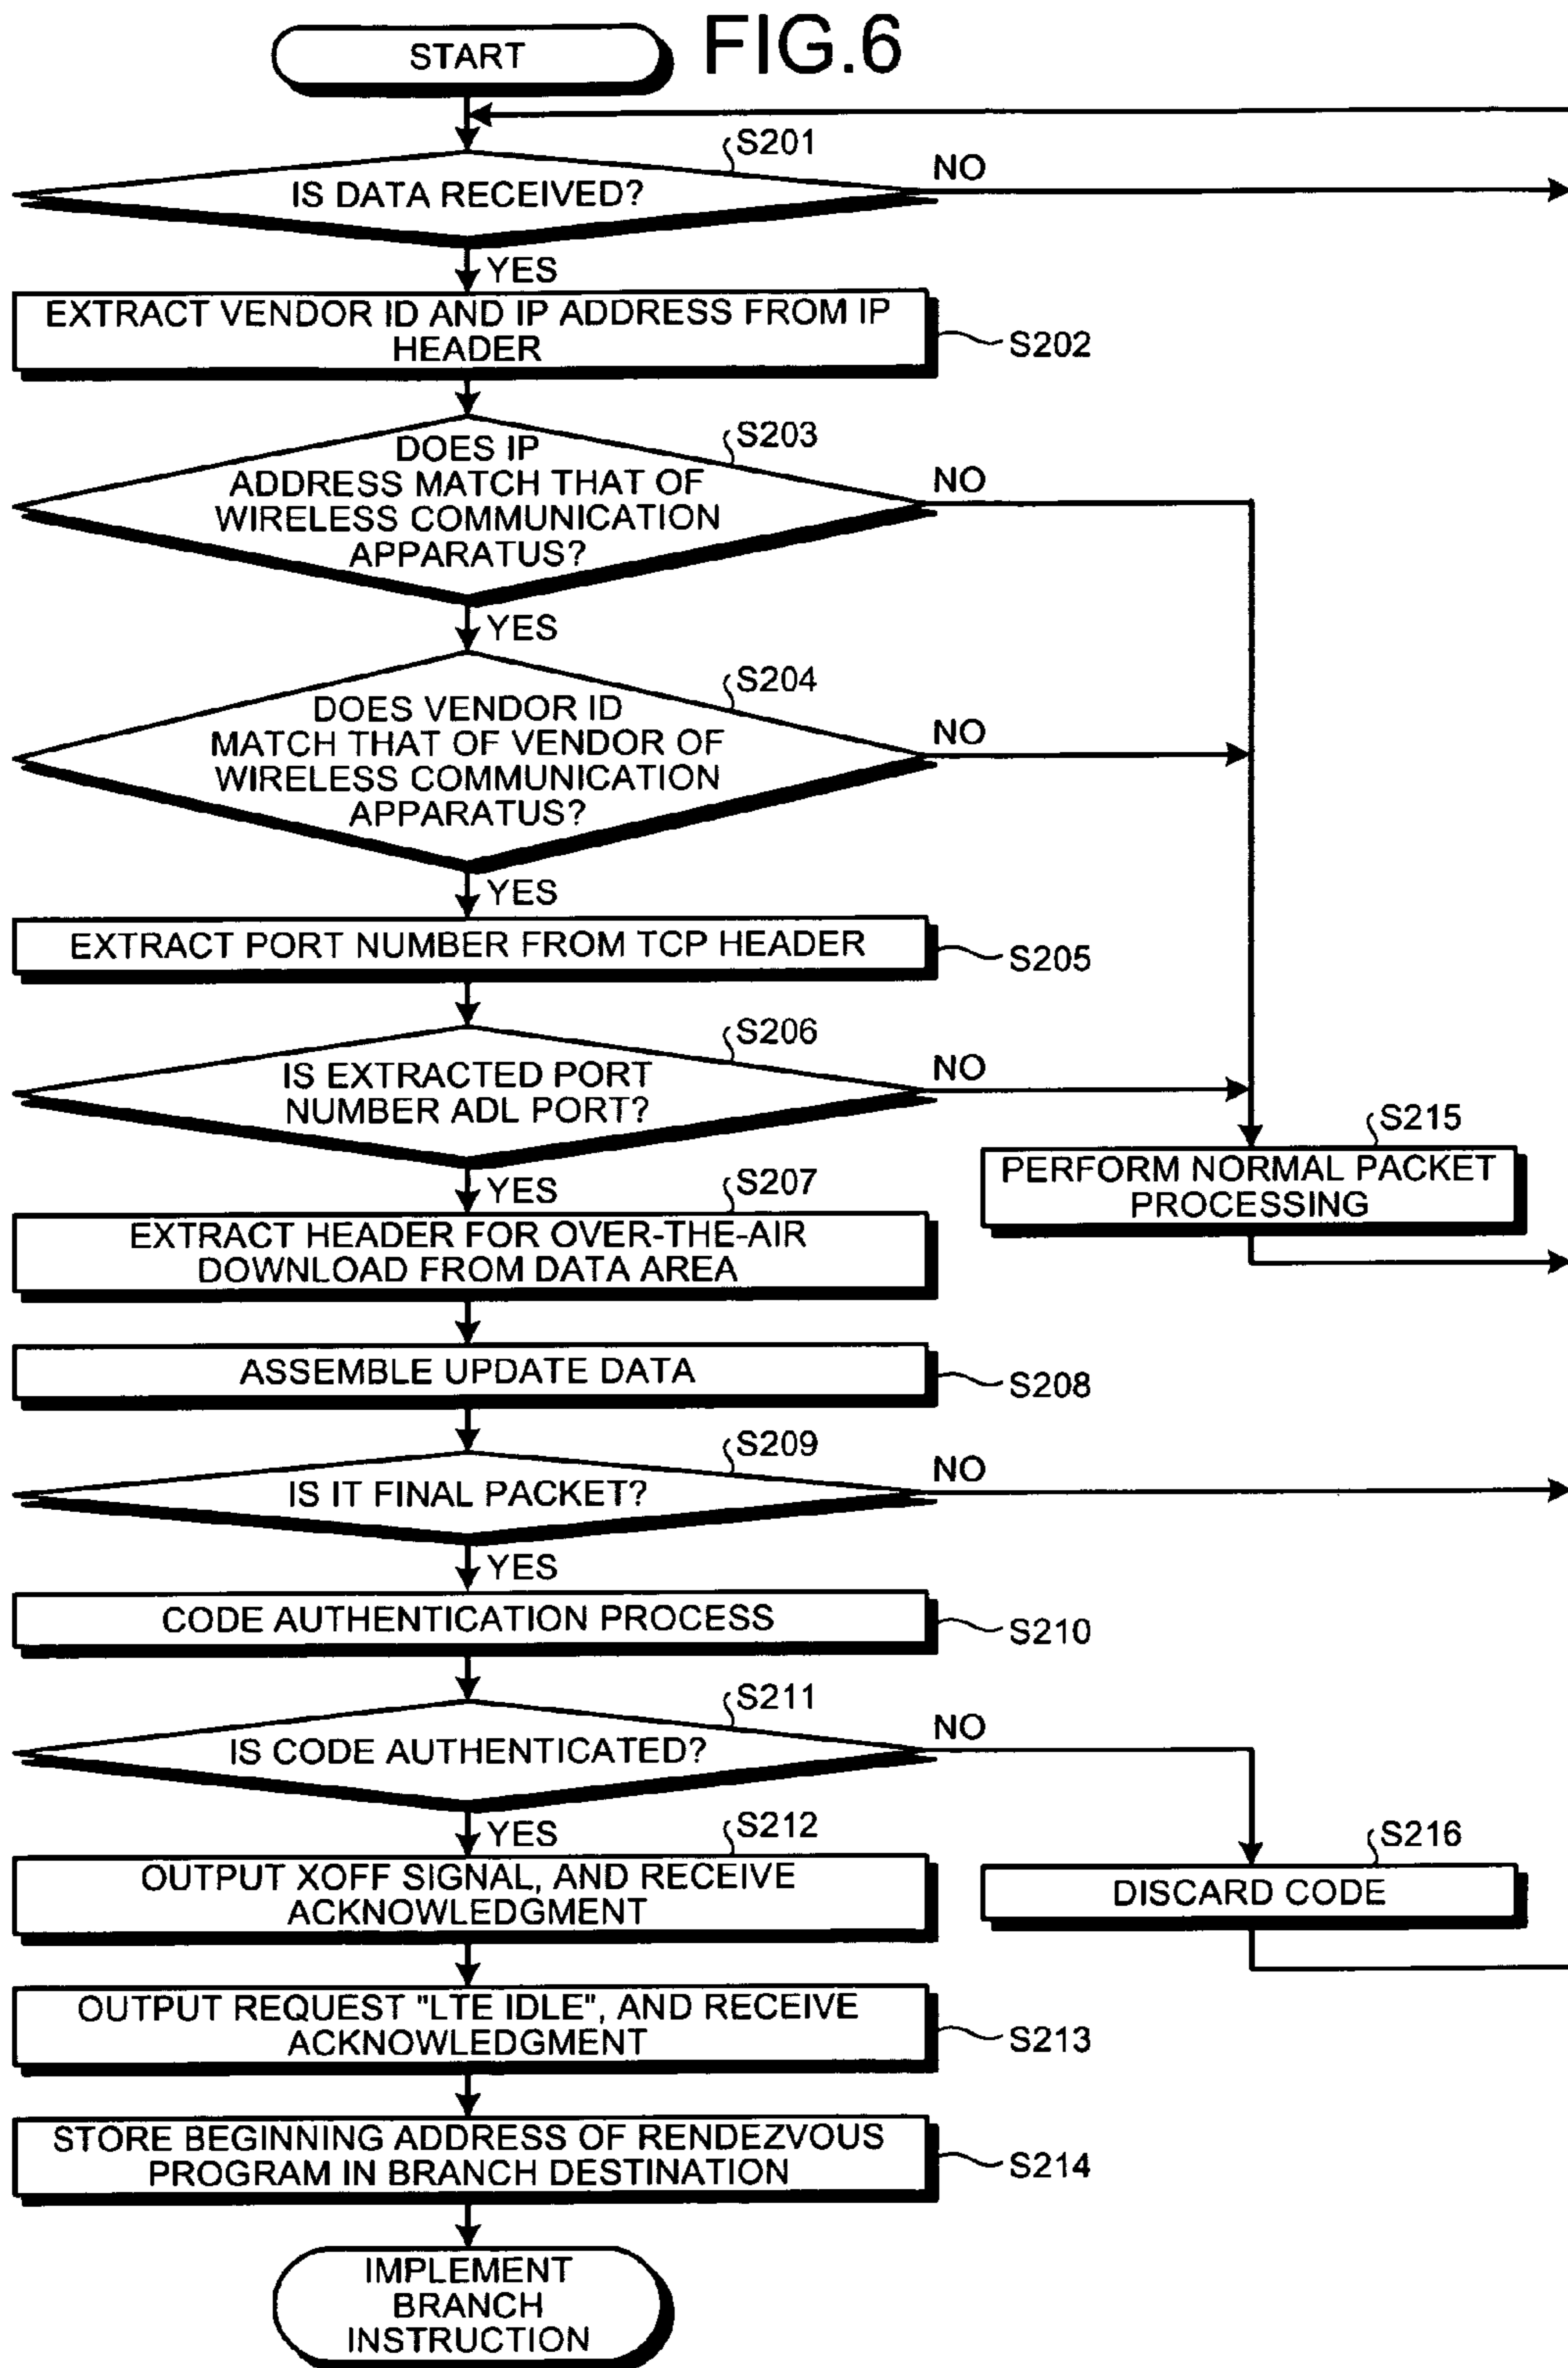 FIG.6
START
S201
IS DATA RECEIVED?
NO
YES
EXTRACT VENDOR ID AND IP ADDRESS FROM IP
HEADER
S202
S203
DOES IP
ADDRESS MATCH THAT OF
WIRELESS COMMUNICATION
APPARATUS?
NO
YES
S204
DOES VENDOR ID
MATCH THAT OF VENDOR OF
WIRELESS COMMUNICATION
APPARATUS?
NO
YES
EXTRACT PORT NUMBER FROM TCP HEADER
S205
S206
IS EXTRACTED PORT
NUMBER ADL PORT?
NO
YES
S215
PERFORM NORMAL PACKET
PROCESSING
S207
EXTRACT HEADER FOR OVER-THE-AIR
DOWNLOAD FROM DATA AREA
ASSEMBLE UPDATE DATA
S208
S209
IS IT FINAL PACKET?
NO
YES
CODE AUTHENTICATION PROCESS
S210
S211
IS CODE AUTHENTICATED?
NO
YES
S212
OUTPUT XOFF SIGNAL, AND RECEIVE
ACKNOWLEDGMENT
S216
DISCARD CODE
OUTPUT REQUEST "LTE IDLE", AND RECEIVE
ACKNOWLEDGMENT
S213
STORE BEGINNING ADDRESS OF RENDEZVOUS
PROGRAM IN BRANCH DESTINATION
S214
IMPLEMENT
BRANCH
INSTRUCTION